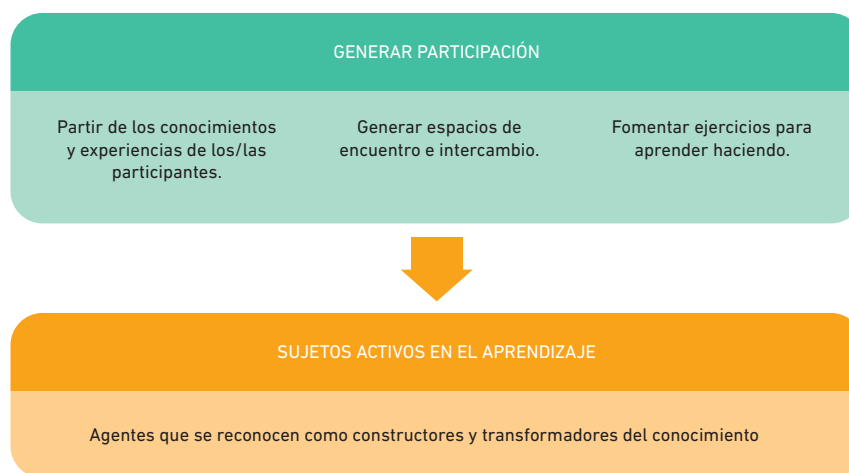 GENERAR PARTICIPACIÓN
Partir de los conocimientos
y experiencias de los/las
participantes.
Generar espacios de
encuentro e intercambio.
Fomentar ejercicios para
aprender haciendo.
SUJETOS ACTIVOS EN EL APRENDIZAJE
Agentes que se reconocen como constructores y transformadores del conocimiento